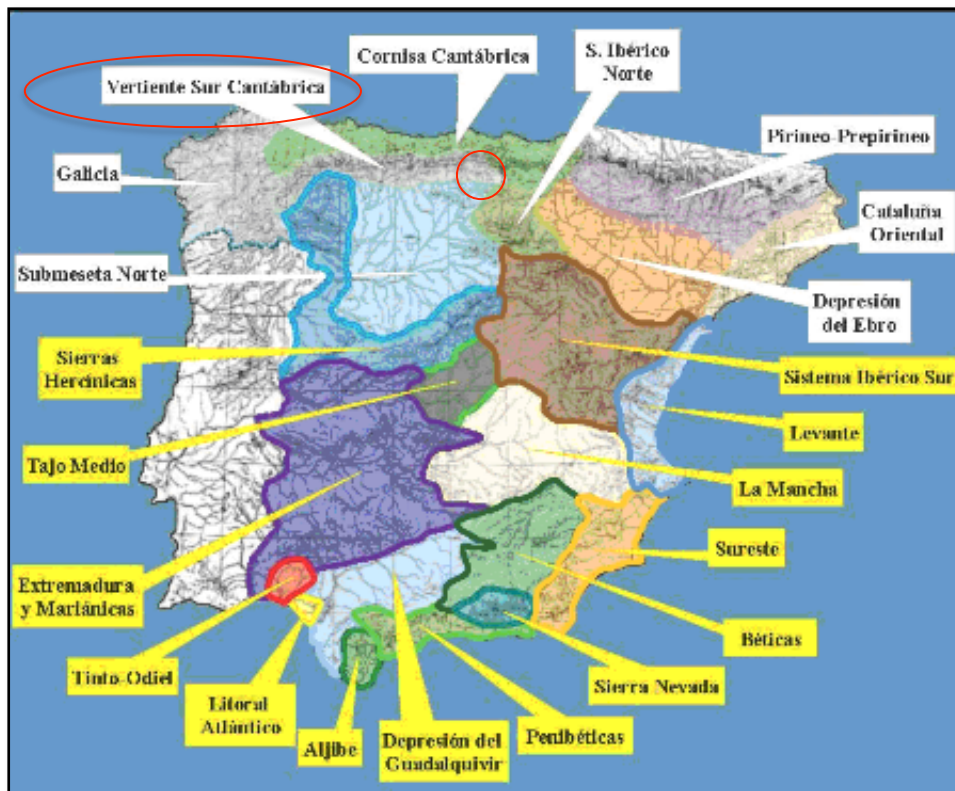 Cornisa Cantábrica
S. Ibérico
Norte
Vertiente Sur Cantábrica
Pirineo-Prepirineo
Galicia
Cataluña
Oriental
Submeseta Norte
Depresión
del Ebro
Sierras
Hercínicas
Sistema Ibérico Sur
Levante
Tajo Medio
La Mancha
Sureste
Extremadura
y Mariánicas
Béticas
Tinto-Odiel
Sierra Nevada
Litoral
Atlántico
Aljibe
Depresión del
Guadalquivir
Penibéticas